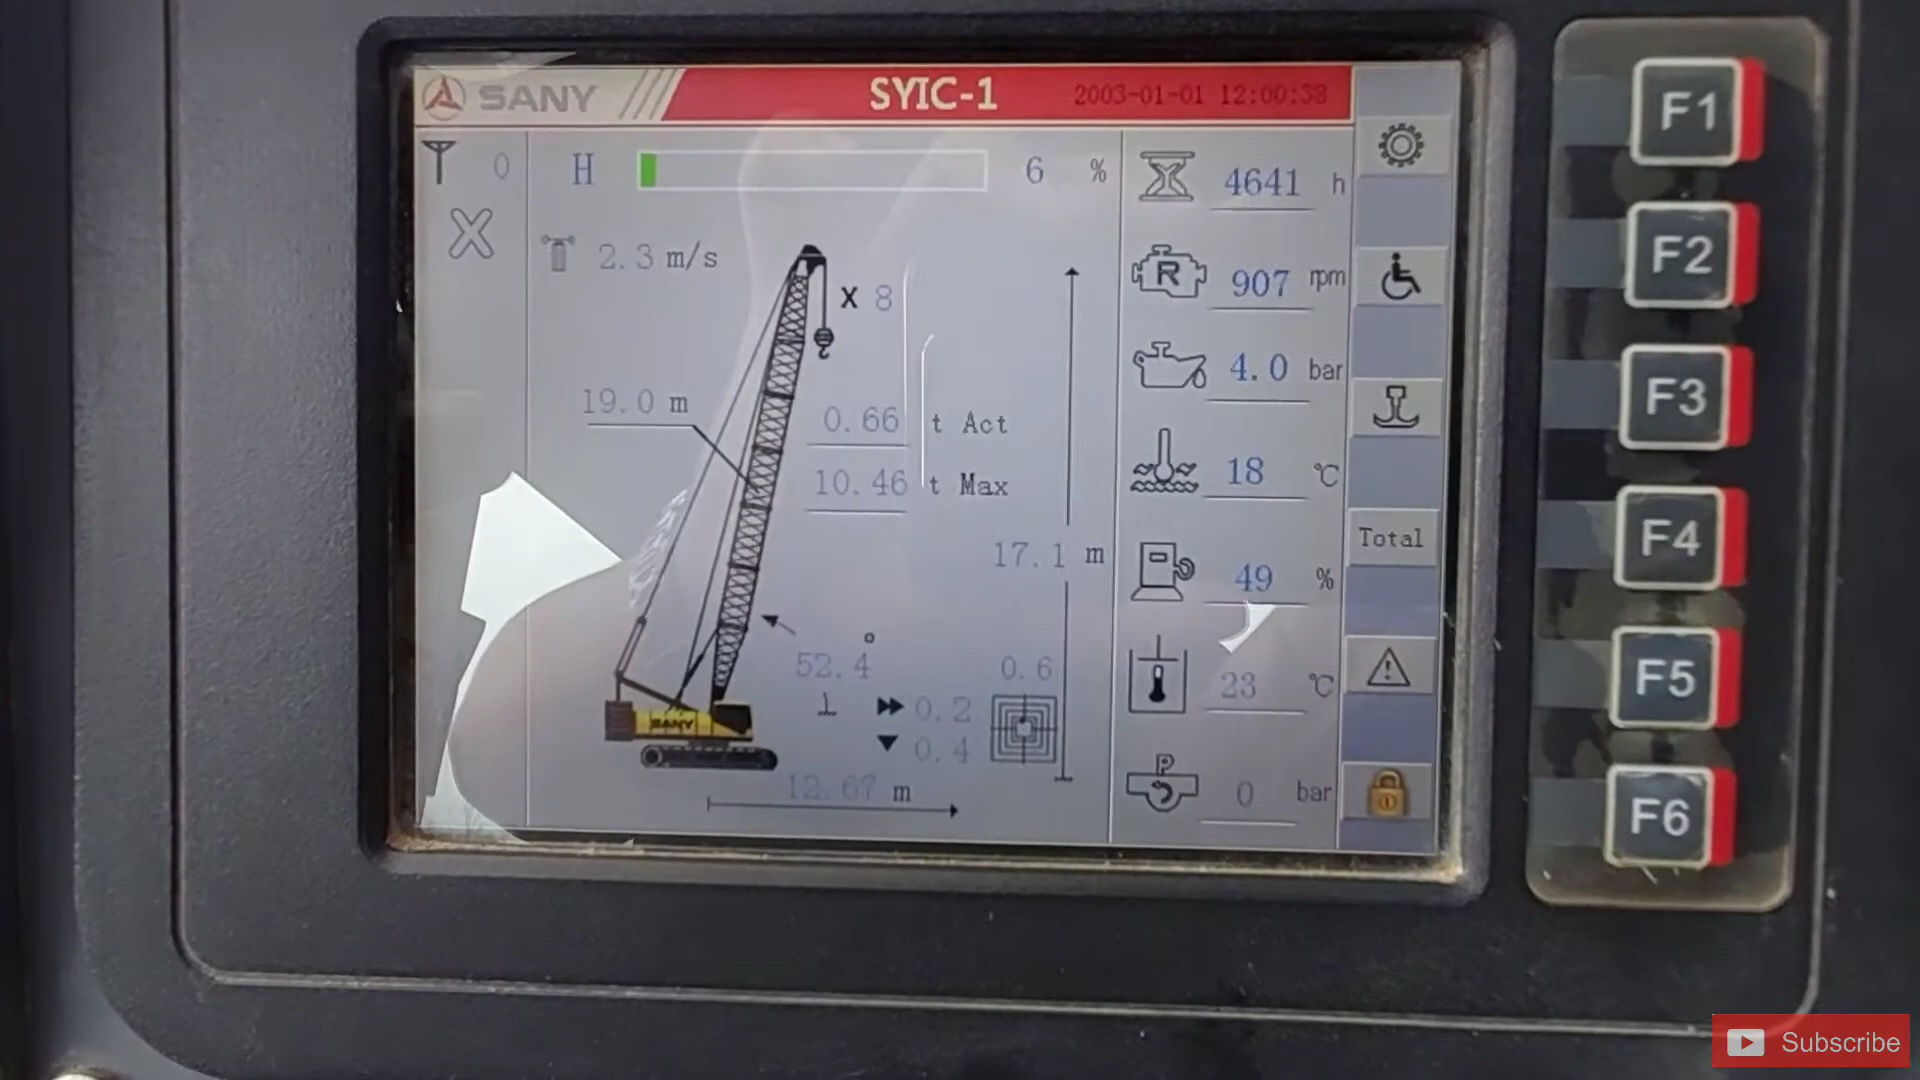 SANY
SYIC-1
2003-01-01 12:00:38
0
H
6 %
2.3 m/s
X 8
19.0 m
0.66 t Act
10.46 t Max
17.1 m
52.4°
0.2
0.4
0.6
SANY
12.67 m
4641 h
R
907 rpm
4.0 bar
18 ℃
49 %
23 ℃
P
0 bar
Total
F1
F2
F3
F4
F5
F6
Subscribe